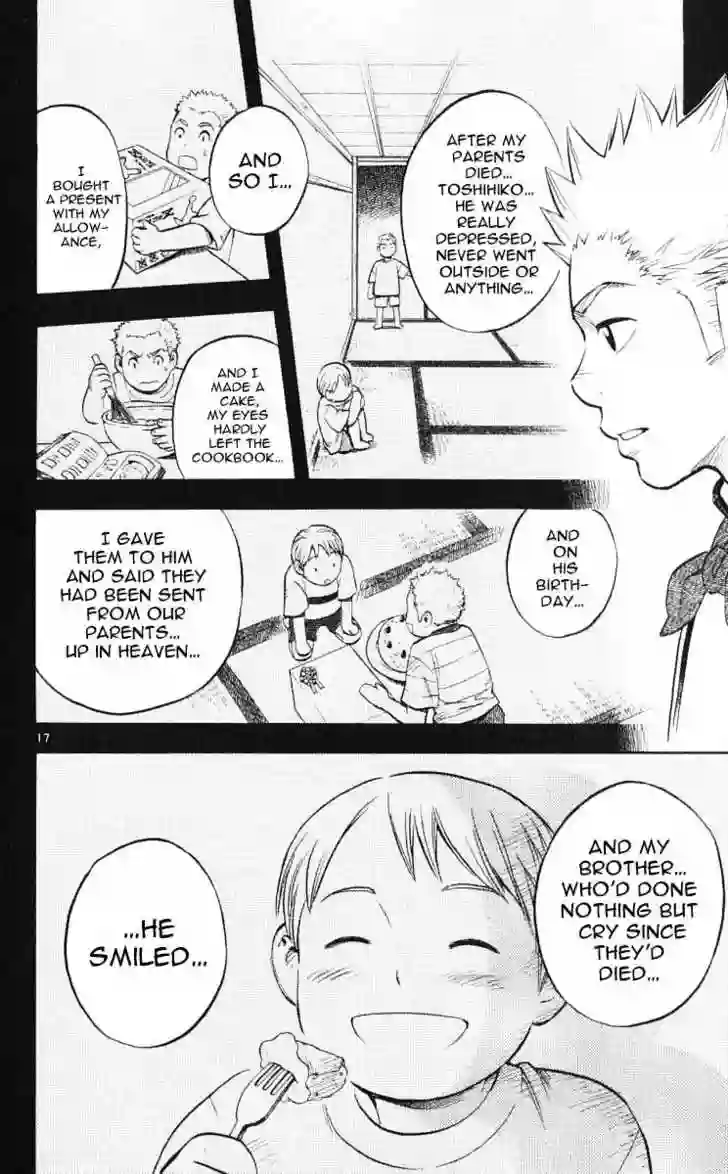 AFTER MY
PARENTS
DIED...
TOSHIHIKO...
HE WAS
REALLY
DEPRESSED,
NEVER WENT
OUTSIDE OR
ANYTHING...
AND
SO I...
I
BOUGHT
A PRESENT
WITH MY
ALLOW-
ANCE,
AND I
MADE A
CAKE,
MY EYES
HARDLY
LEFT THE
COOKBOOK...
AND
ON
HIS
BIRTH-
DAY...
I GAVE
THEM TO HIM
AND SAID THEY
HAD BEEN SENT
FROM OUR
PARENTS...
UP IN HEAVEN...
17
AND MY
BROTHER...
WHO'D DONE
NOTHING BUT
CRY SINCE
THEY'D
DIED...
...HE
SMILED...